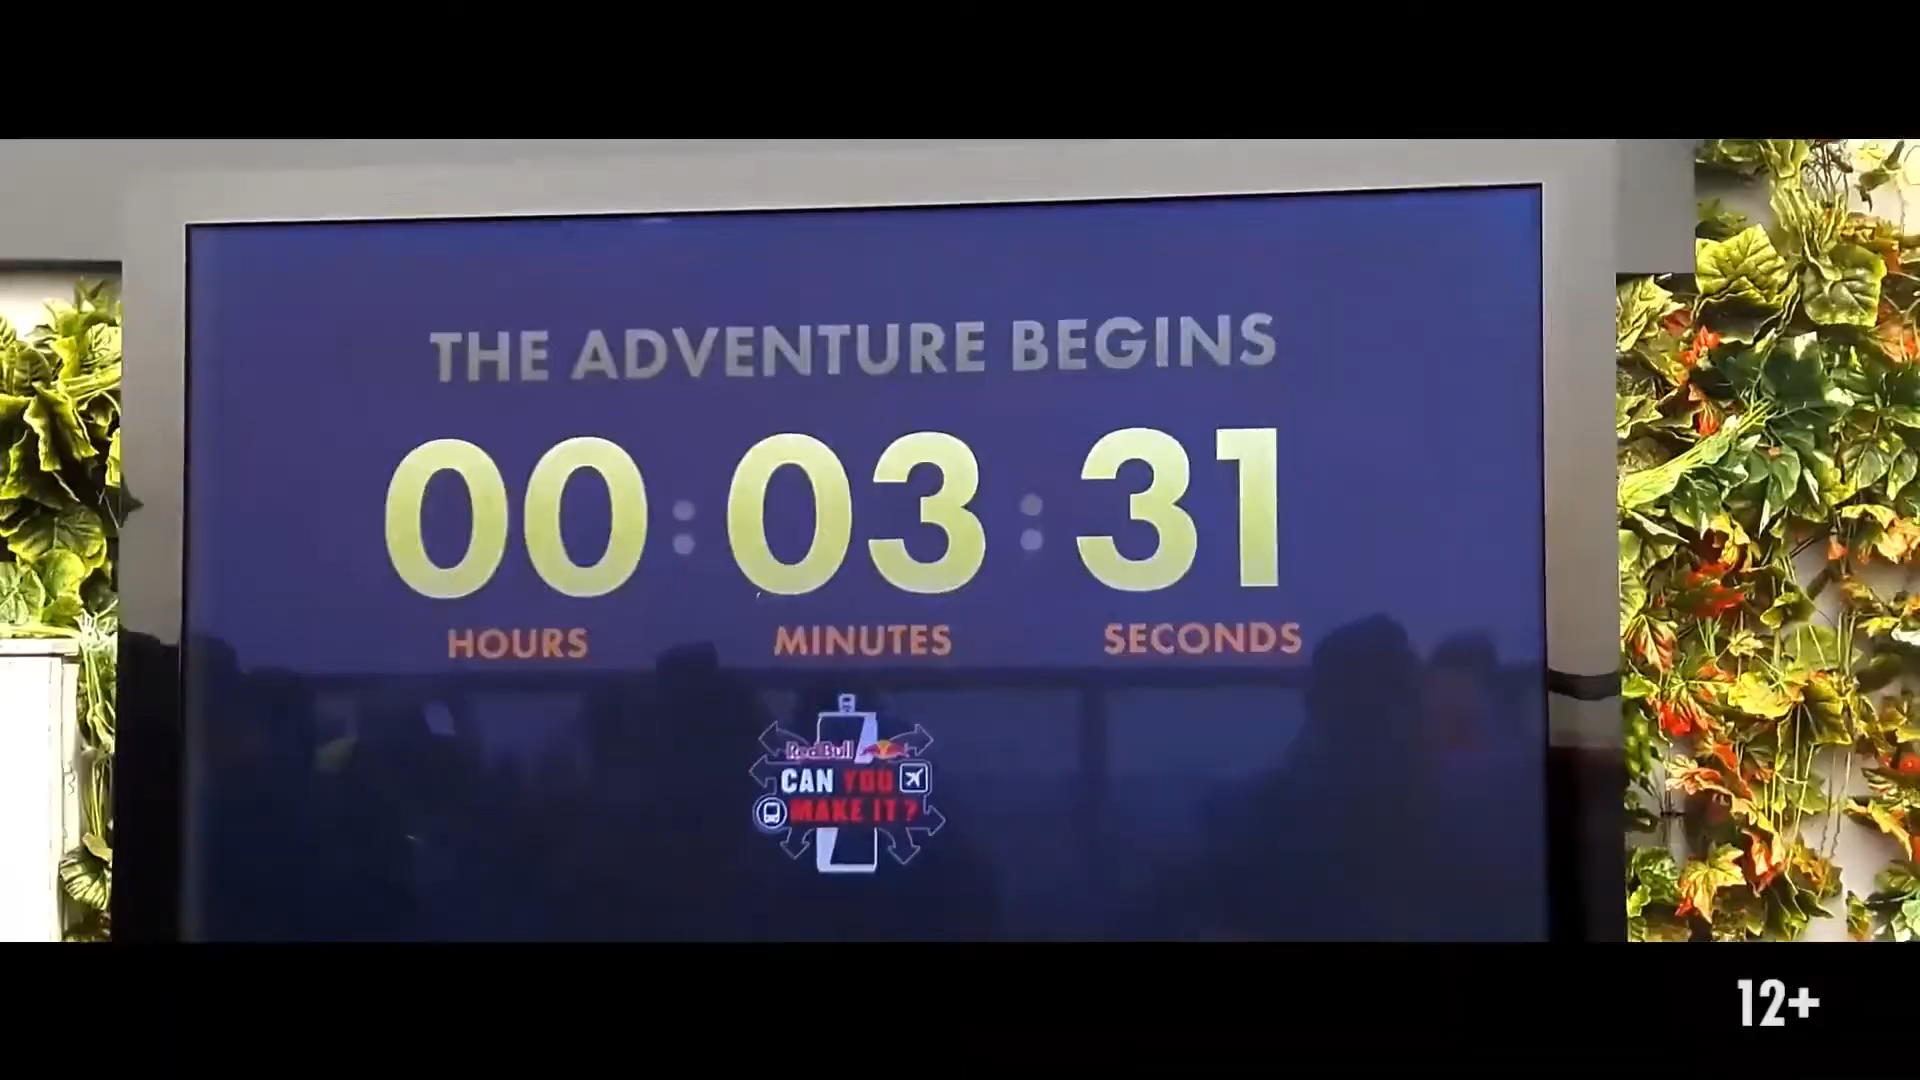 THE ADVENTURE BEGINS
00:03:31
HOURS MINUTES SECONDS
Red Bull
CAN YOU
MAKE IT?
12+